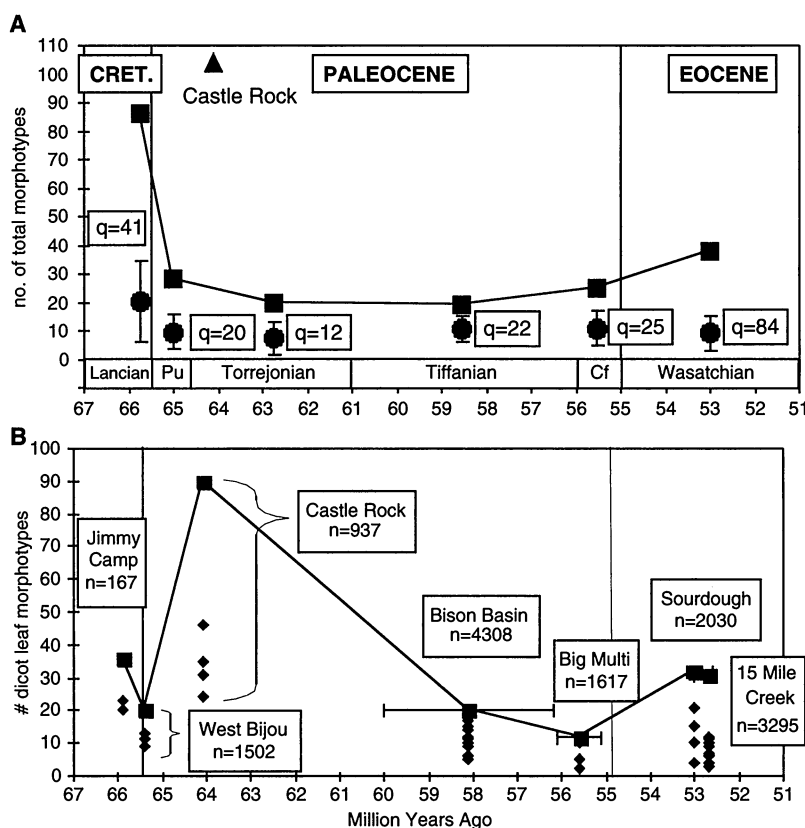 A
no. of total morphotypes
110
100
90
80
70
60
50
40
30
20
10
0
CRET.
PALEOCENE
EOCENE
Castle Rock
q=41
q=20
q=12
q=22
q=25
q=84
Lancian
Pu
Torrejonian
Tiffanian
Cf
Wasatchian
67 66 65 64 63 62 61 60 59 58 57 56 55 54 53 52 51
B
# dicot leaf morphotypes
100
90
80
70
60
50
40
30
20
10
0
Jimmy
Camp
n=167
West Bijou
n=1502
Castle Rock
n=937
Bison Basin
n=4308
Big Multi
n=1617
Sourdough
n=2030
15 Mile
Creek
n=3295
67 66 65 64 63 62 61 60 59 58 57 56 55 54 53 52 51
Million Years Ago